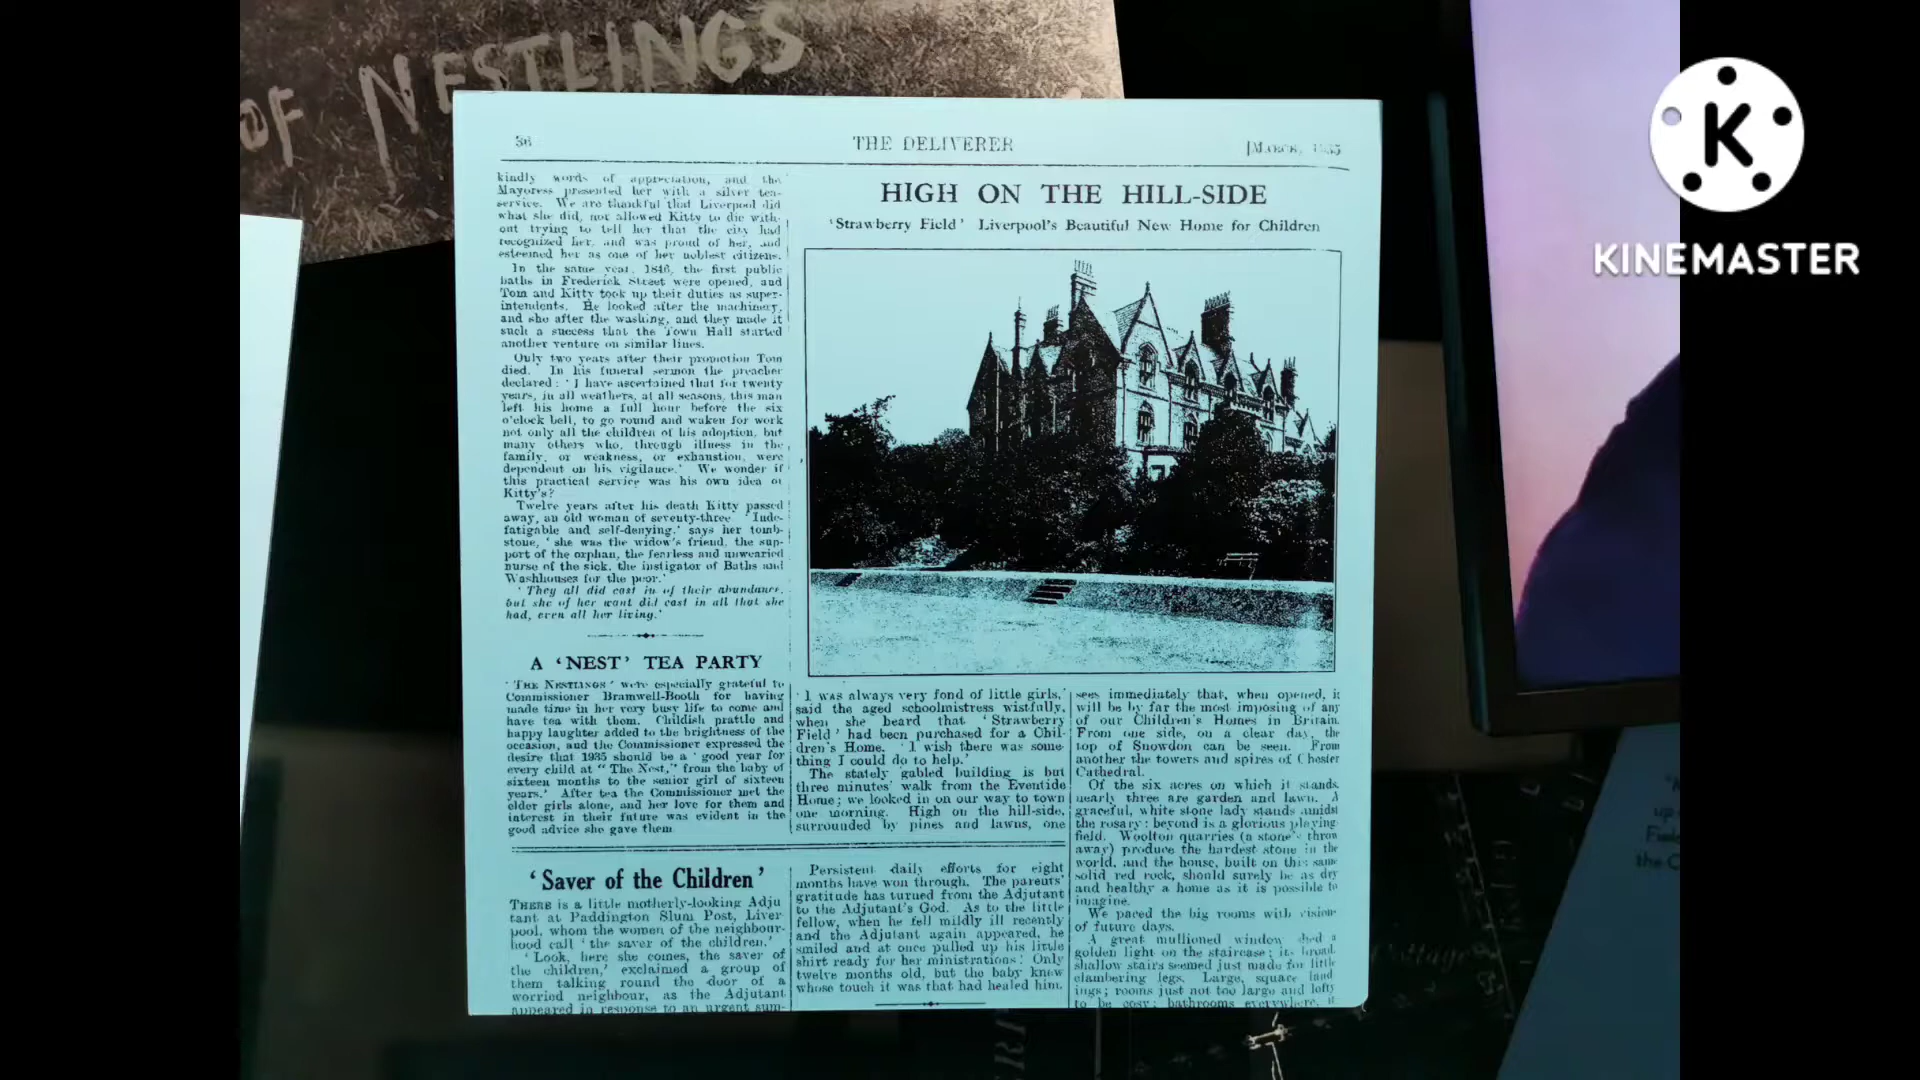 OF NESTLINGS
36
THE DELIVERER
[MARCH, 1935
kindly words of appreciation, and the
Mayoress presented her with a silver tea-
service. We are thankful that Liverpool did
what she did, not allowed Kitty to die with-
out trying to tell her that the city had
recognized her, and was proud of her, and
esteemed her as one of her noblest citizens.
In the same year, 1846, the first public
baths in Frederick Street were opened, and
Tom and Kitty took up their duties as super-
intendents. He looked after the machinery,
and she after the washing, and they made it
such a success that the Town Hall started
another venture on similar lines.
Only two years after their promotion Tom
died. In his funeral sermon the preacher
declared: 'I have ascertained that for twenty
years, in all weathers, at all seasons, this man
left his home a full hour before the six
o'clock bell, to go round and waken for work
not only all the children of his adoption, but
many others who, through illness in the
family, or weakness, or exhaustion, were
dependent on his vigilance.' We wonder if
this practical service was his own idea or
Kitty's?
Twelve years after his death Kitty passed
away, an old woman of seventy-three. 'Inde-
fatigable and self-denying,' says her tomb-
stone, 'she was the widow's friend, the sup-
port of the orphan, the fearless and unwearied
nurse of the sick, the instigator of Baths and
Washhouses for the poor.'
'They all did cast in of their abundance,
but she of her want did cast in all that she
had, even all her living.'
A 'NEST' TEA PARTY
'THE NESTLINGS' were especially grateful to
Commissioner Bramwell-Booth for having
made time in her very busy life to come and
have tea with them. Childish prattle and
happy laughter added to the brightness of the
occasion, and the Commissioner expressed the
desire that 1935 should be a 'good year for
every child at "The Nest," from the baby of
sixteen months to the senior girl of sixteen
years.' After tea the Commissioner met the
elder girls alone, and her love for them and
interest in their future was evident in the
good advice she gave them
'Saver of the Children'
THERE is a little motherly-looking Adju
tant at Paddington Slum Post, Liver
pool, whom the women of the neighbour-
hood call 'the saver of the children.'
'Look, here she comes, the saver of
the children,' exclaimed a group of
them talking round the door of a
worried neighbour, as the Adjutant
appeared in response to an urgent sum-
Persistent daily efforts for eight
months have won through. The parents'
gratitude has turned from the Adjutant
to the Adjutant's God. As to the little
fellow, when he fell mildly ill recently
and the Adjutant again appeared, he
smiled and at once pulled up his little
shirt ready for her ministrations! Only
twelve months old, but the baby knew
whose touch it was that had healed him.
HIGH ON THE HILL-SIDE
'Strawberry Field' Liverpool's Beautiful New Home for Children
'I was always very fond of little girls,'
said the aged schoolmistress wistfully,
when she heard that 'Strawberry
Field' had been purchased for a Chil-
dren's Home. 'I wish there was some-
thing I could do to help.'
The stately gabled building is but
three minutes' walk from the Eventide
Home; we looked in on our way to town
one morning. High on the hill-side,
surrounded by pines and lawns, one
sees immediately that, when opened, it
will be by far the most imposing of any
of our Children's Homes in Britain.
From one side, on a clear day, the
top of Snowdon can be seen. From
another the towers and spires of Chester
Cathedral.
Of the six acres on which it stands,
nearly three are garden and lawn. A
graceful, white stone lady stands amidst
the rosary; beyond is a glorious playing
field. Woolton quarries (a stone's throw
away) produce the hardest stone in the
world, and the house, built on this same
solid red rock, should surely be as dry
and healthy a home as it is possible to
imagine.
We paced the big rooms with vision
of future days.
A great mullioned window shed a
golden light on the staircase; its broad
shallow stairs seemed just made for little
clambering legs. Large, square land
ings; rooms just not too large and lofty
to be cosy; bathrooms everywhere, it
KINEMASTER